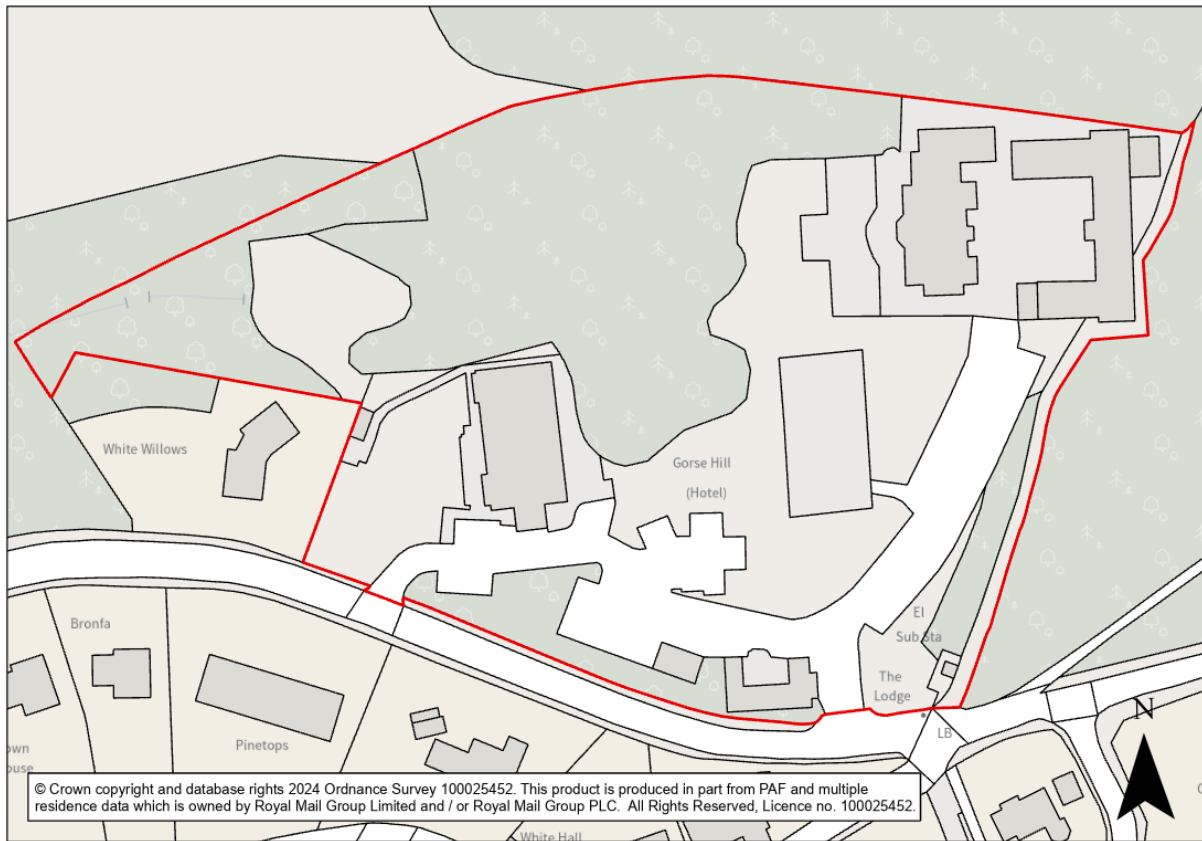 White Willows
Gorse Hill
(Hotel)
El
Sub Sta
The
Lodge
Bronfa
LB
N
Pinetops
own
ouse
© Crown copyright and database rights 2024 Ordnance Survey 100025452. This product is produced in part from PAF and multiple
residence data which is owned by Royal Mail Group Limited and / or Royal Mail Group PLC. All Rights Reserved, Licence no. 100025452.
White Hall